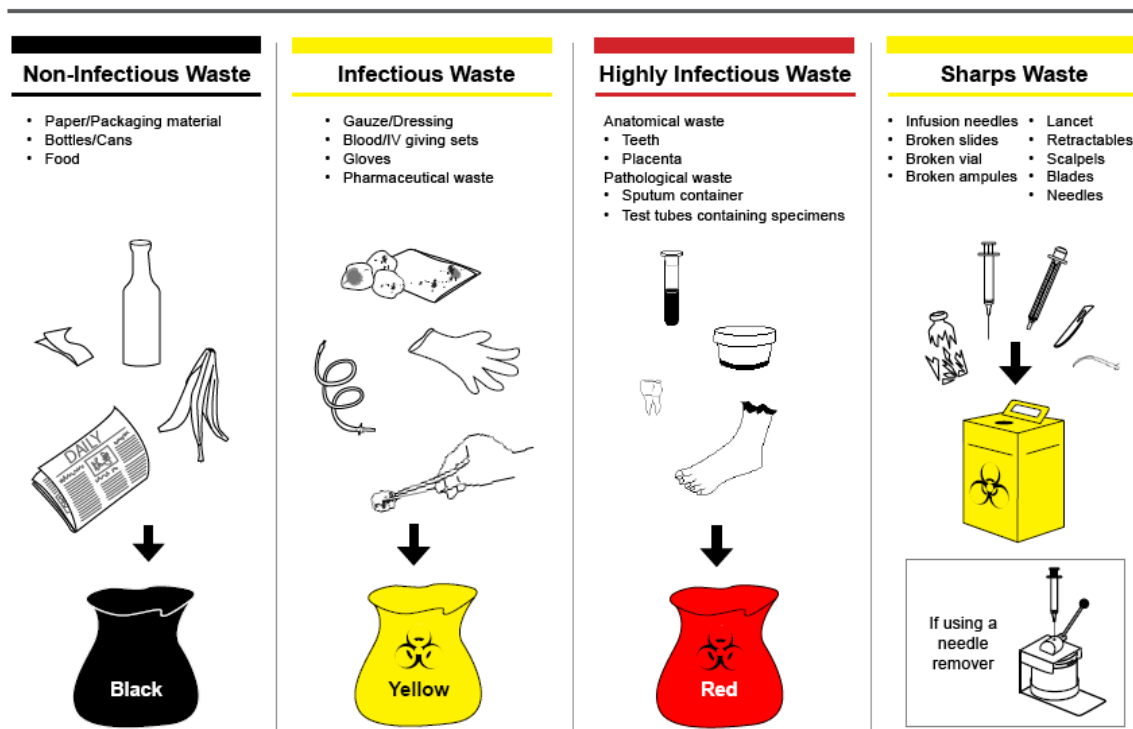 Non-Infectious Waste
• Paper/Packaging material
• Bottles/Cans
• Food
DAILY
Black
Infectious Waste
• Gauze/Dressing
• Blood/IV giving sets
• Gloves
• Pharmaceutical waste
Yellow
Highly Infectious Waste
Anatomical waste
• Teeth
• Placenta
Pathological waste
• Sputum container
• Test tubes containing specimens
Red
Sharps Waste
• Infusion needles
• Broken slides
• Broken vial
• Broken ampules
• Lancet
• Retractables
• Scalpels
• Blades
• Needles
If using a
needle
remover